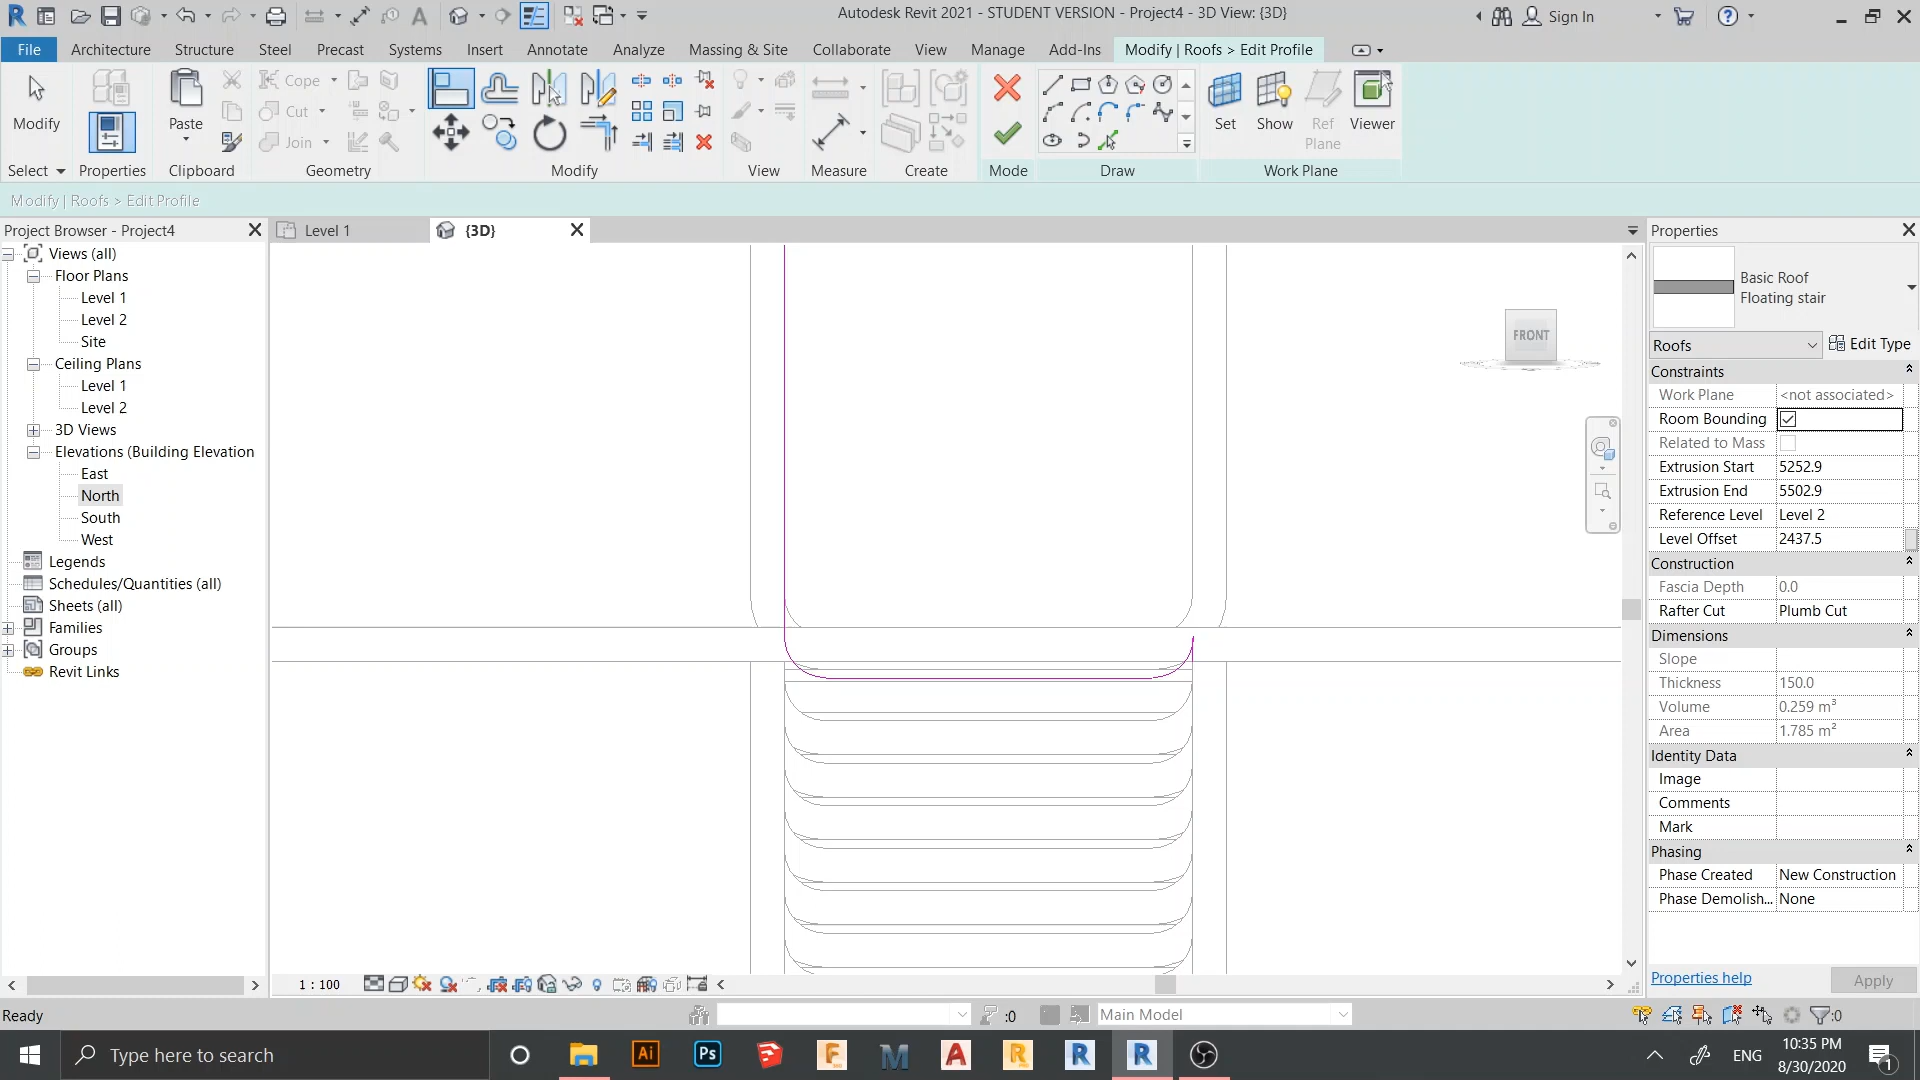 Autodesk Revit 2021 - STUDENT VERSION - Project4 - 3D View: {3D}
Sign In
File Architecture Structure Steel Precast Systems Insert Annotate Analyze Massing & Site Collaborate View Manage Add-Ins Modify | Roofs > Edit Profile
Modify Paste Cope Cut Join Set Show Ref Plane Viewer
Select Properties Clipboard Geometry Modify View Measure Create Mode Draw Work Plane
Modify | Roofs > Edit Profile
Project Browser - Project4
Views (all)
Floor Plans
Level 1
Level 2
Site
Ceiling Plans
Level 1
Level 2
3D Views
Elevations (Building Elevation
East
North
South
West
Legends
Schedules/Quantities (all)
Sheets (all)
Families
Groups
Revit Links
Level 1
{3D}
FRONT
1 : 100
Properties
Basic Roof
Floating stair
Roofs
Edit Type
Constraints
Work Plane <not associated>
Room Bounding
Related to Mass
Extrusion Start 5252.9
Extrusion End 5502.9
Reference Level Level 2
Level Offset 2437.5
Construction
Fascia Depth 0.0
Rafter Cut Plumb Cut
Dimensions
Slope
Thickness 150.0
Volume 0.259 m³
Area 1.785 m²
Identity Data
Image
Comments
Mark
Phasing
Phase Created New Construction
Phase Demolish... None
Properties help
Apply
Ready
:0
Main Model
:0
Type here to search
ENG
10:35 PM
8/30/2020
1